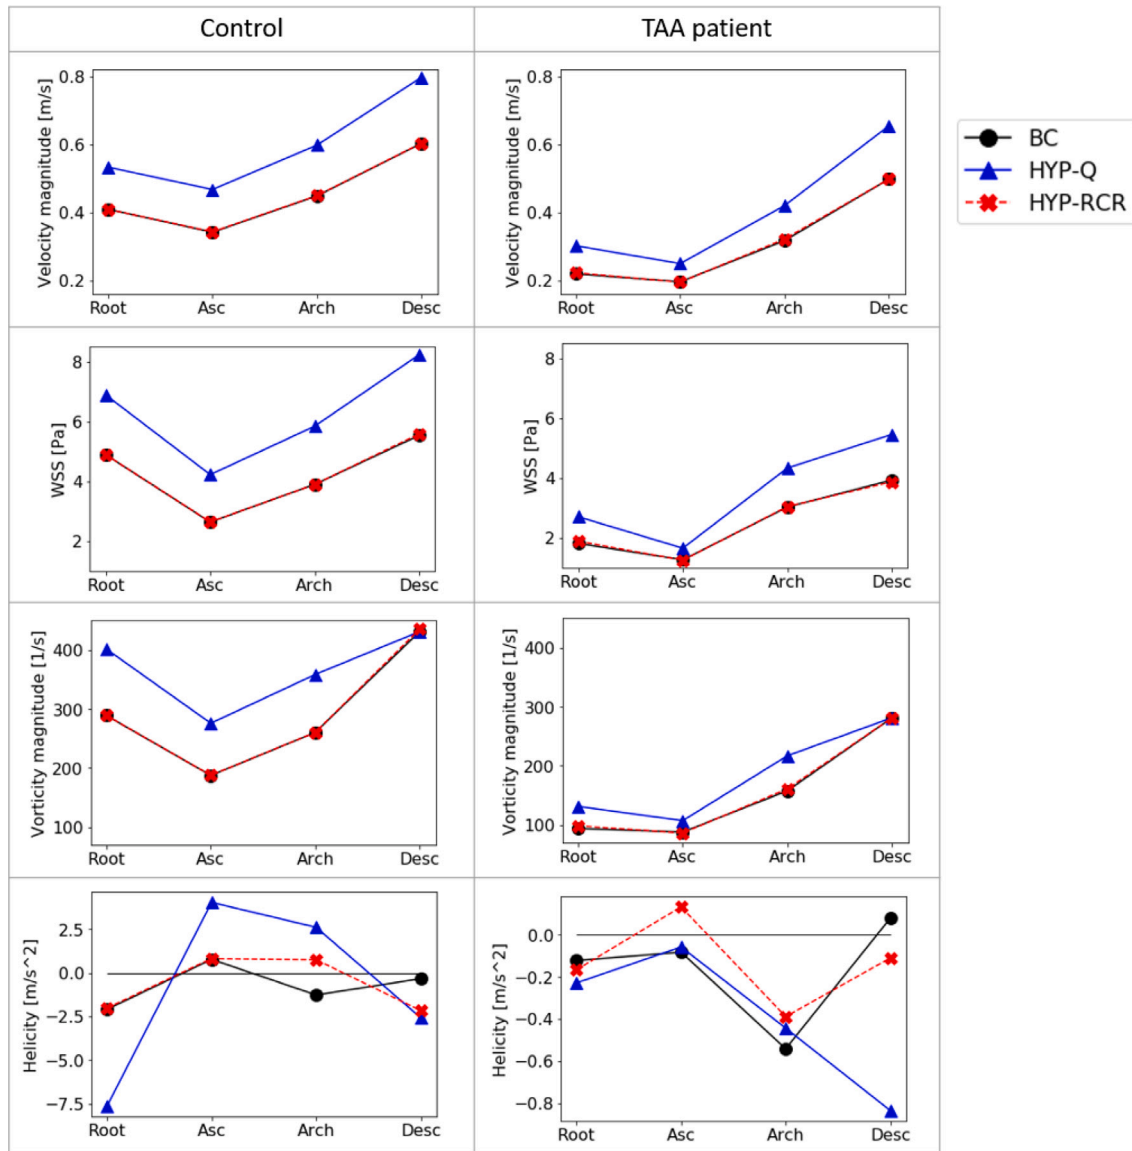 Control
TAA patient
BC
HYP-Q
HYP-RCR
Velocity magnitude [m/s]
0.8
0.6
0.4
0.2
Root Asc Arch Desc
Velocity magnitude [m/s]
0.8
0.6
0.4
0.2
Root Asc Arch Desc
WSS [Pa]
8
6
4
2
Root Asc Arch Desc
WSS [Pa]
8
6
4
2
Root Asc Arch Desc
Vorticity magnitude [1/s]
400
300
200
100
Root Asc Arch Desc
Vorticity magnitude [1/s]
400
300
200
100
Root Asc Arch Desc
Helicity [m/s^2]
2.5
0.0
−2.5
−5.0
−7.5
Root Asc Arch Desc
Helicity [m/s^2]
0.0
−0.2
−0.4
−0.6
−0.8
Root Asc Arch Desc